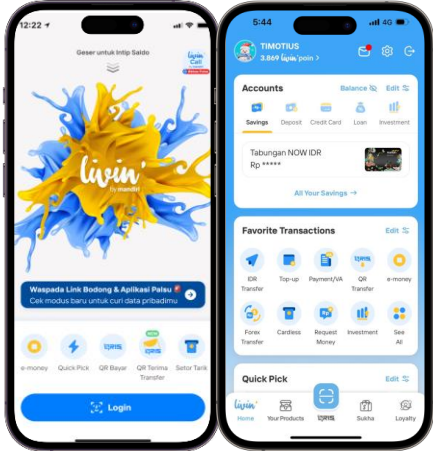 12:22
Geser untuk Intip Saldo
livin'
Call
livin'
by mandiri
Waspada Link Bodong & Aplikasi Palsu
Cek modus baru untuk curi data pribadimu
NEW
e-money
Quick Pick
QR Bayar
QR Terima
Transfer
Setor Tarik
Login
5:44
4G
TIMOTIUS
3.869 livin'poin >
Accounts
Balance
Edit
Savings
Deposit
Credit Card
Loan
Investment
Tabungan NOW IDR
Rp *****
All Your Savings →
Favorite Transactions
Edit
IDR
Transfer
Top-up
Payment/VA
QRIS
QR
Transfer
e-money
Forex
Transfer
Cardless
Request
Money
Investment
See
All
Quick Pick
Edit
livin'
Home
Your Products
QRIS
Sukha
Loyalty